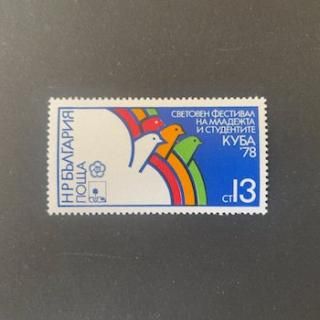 НР БЪЛГАРИЯ
ПОЩА
СВЕТОВЕН ФЕСТИВАЛ
НА МЛАДЕЖТА
И СТУДЕНТИТЕ
КУБА
'78
СТ 13